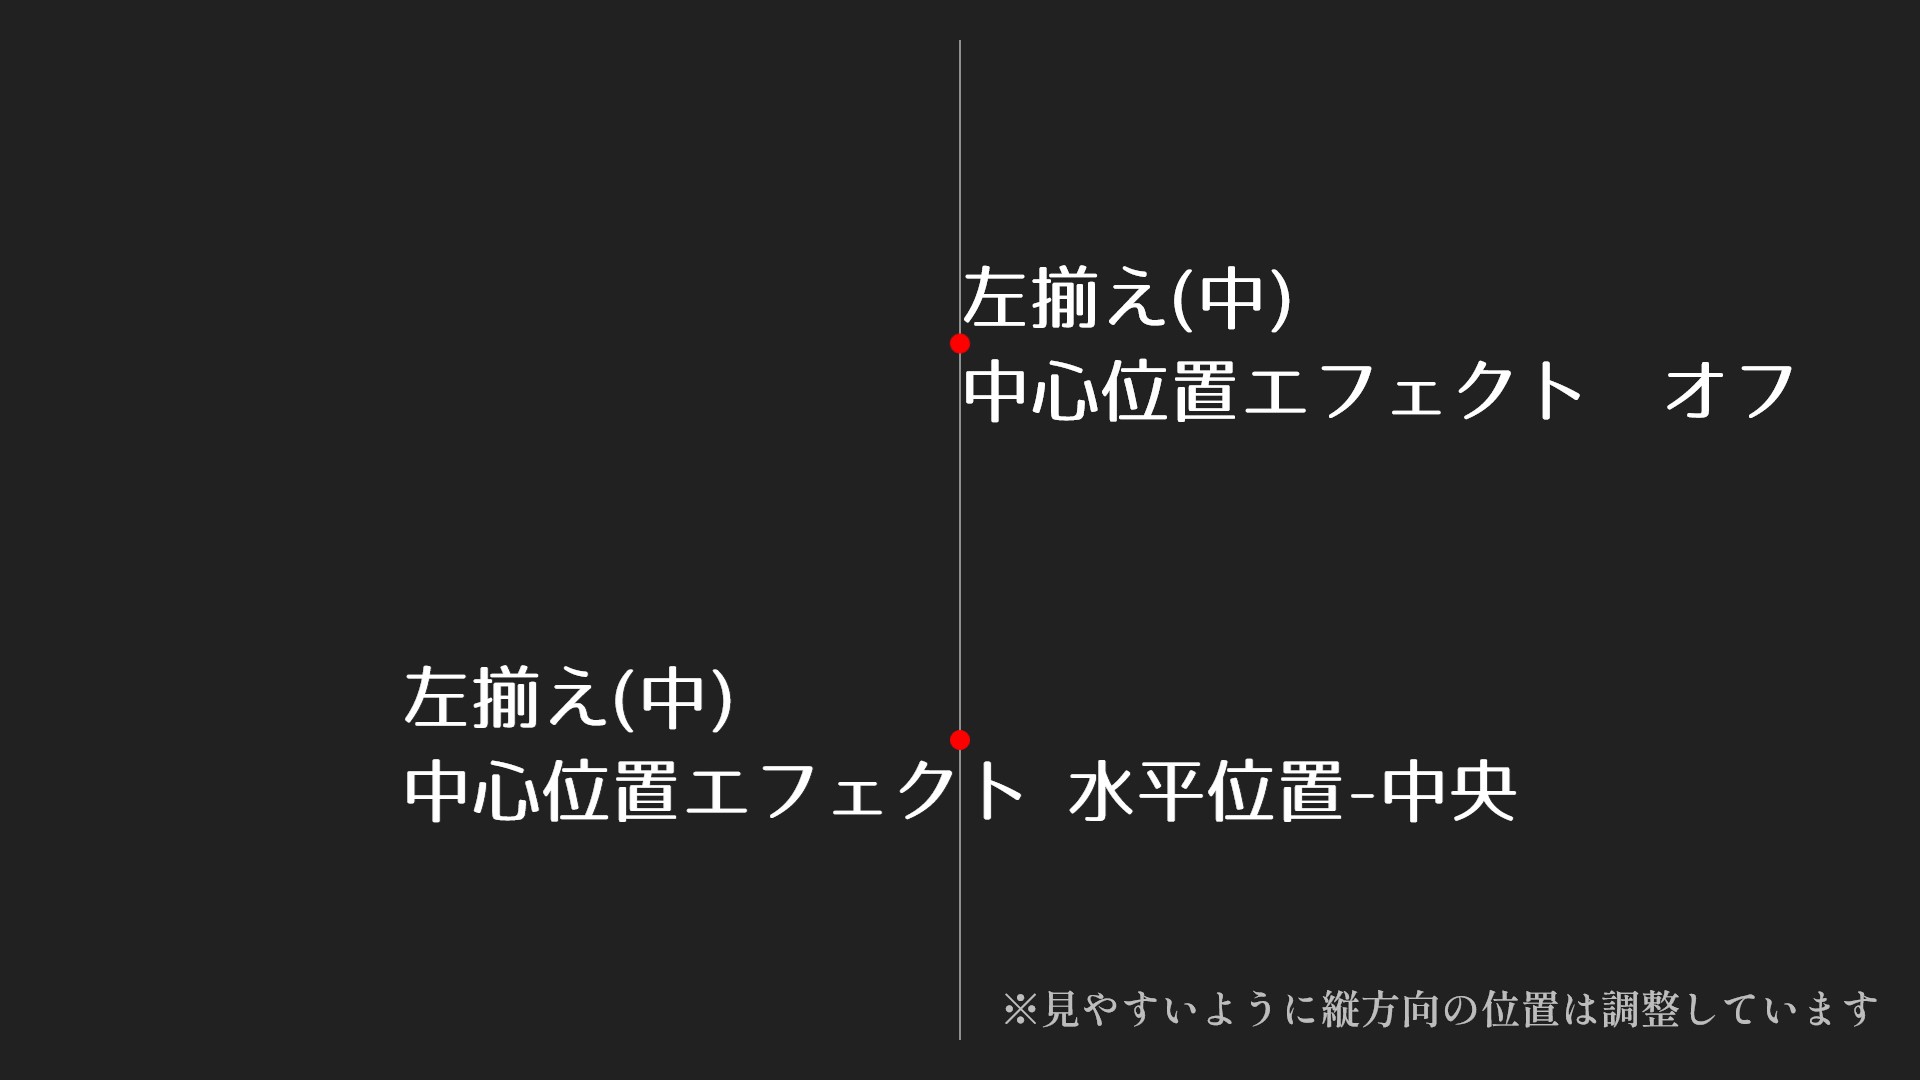 左揃え(中)
中心位置エフェクト　オフ
左揃え(中)
中心位置エフェクト 水平位置-中央
※見やすいように縦方向の位置は調整しています